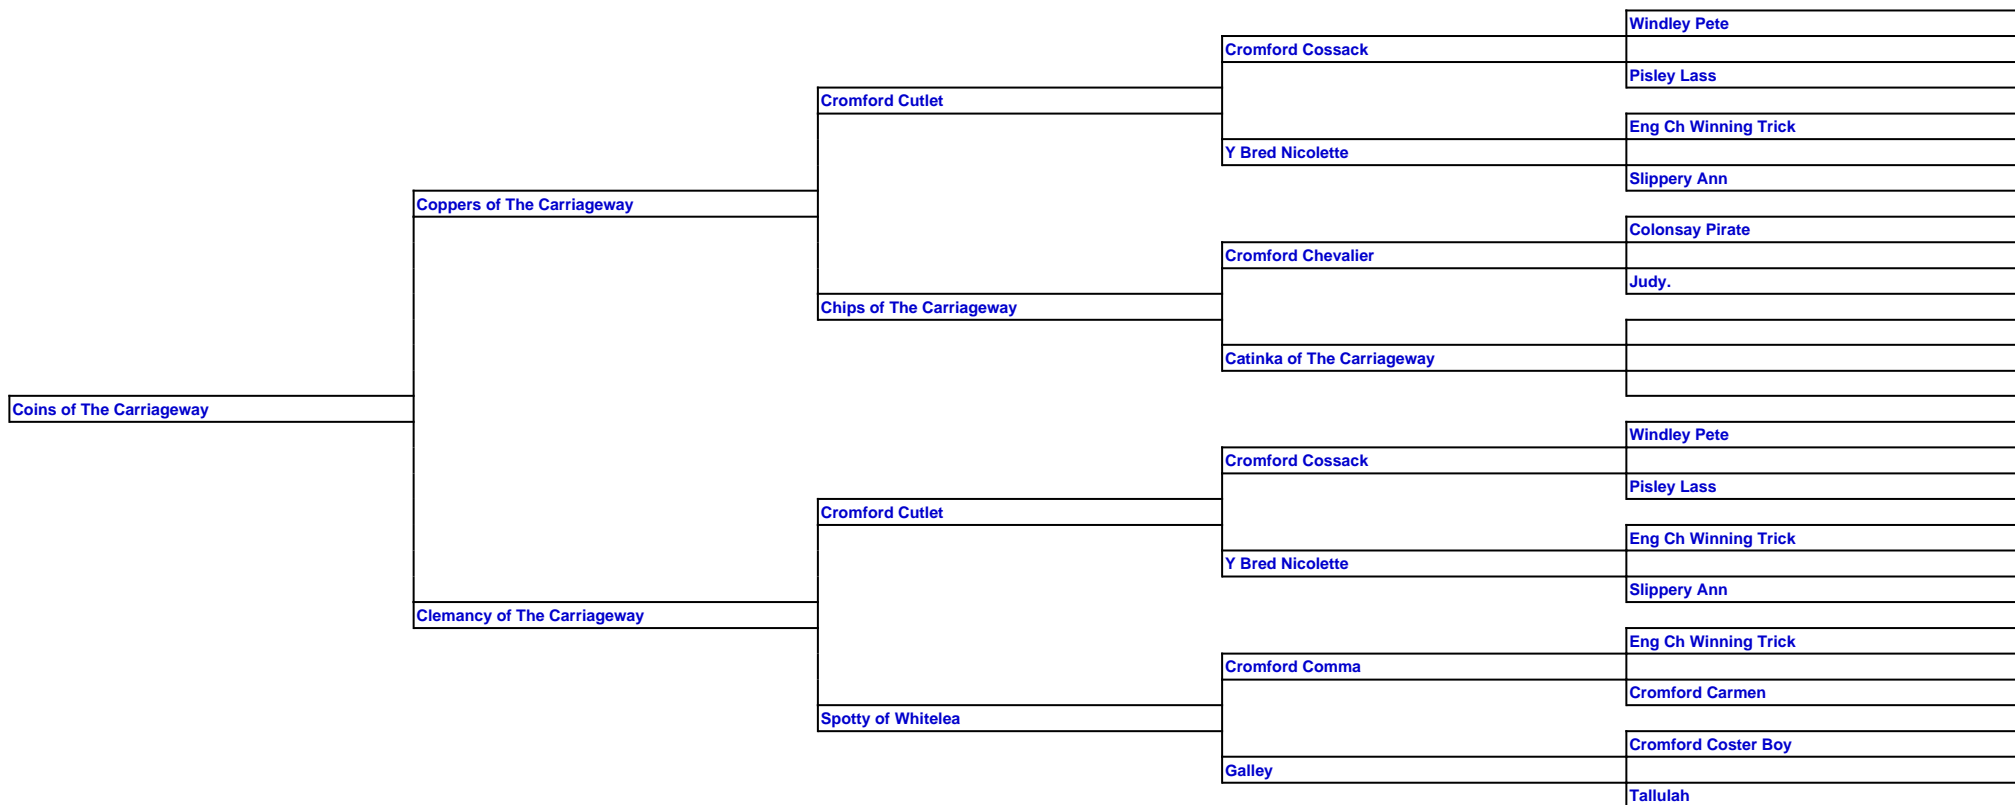 Windley Pete
Cromford Cossack
Pisley Lass
Cromford Cutlet
Eng Ch Winning Trick
Y Bred Nicolette
Slippery Ann
Coppers of The Carriageway
Colonsay Pirate
Cromford Chevalier
Judy.
Chips of The Carriageway
Catinka of The Carriageway
Coins of The Carriageway
Windley Pete
Cromford Cossack
Pisley Lass
Cromford Cutlet
Eng Ch Winning Trick
Y Bred Nicolette
Slippery Ann
Clemancy of The Carriageway
Eng Ch Winning Trick
Cromford Comma
Cromford Carmen
Spotty of Whitelea
Cromford Coster Boy
Galley
Tallulah